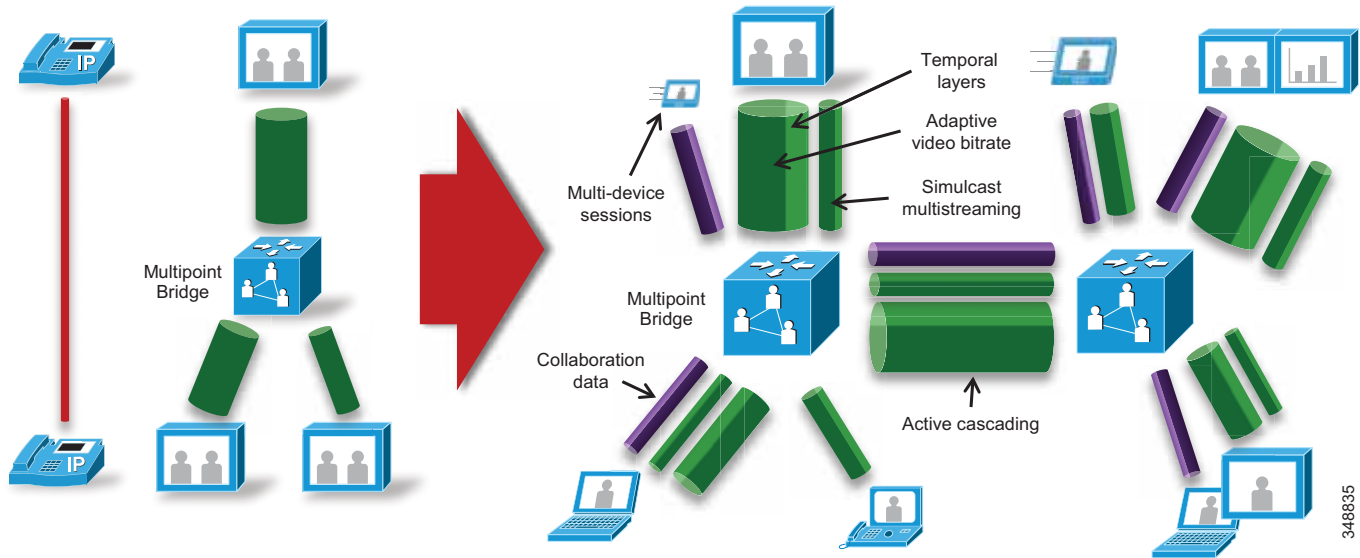 IP
Multipoint
Bridge
IP
Temporal
layers
Adaptive
video bitrate
Multi-device
sessions
Simulcast
multistreaming
Multipoint
Bridge
Collaboration
data
Active cascading
348835